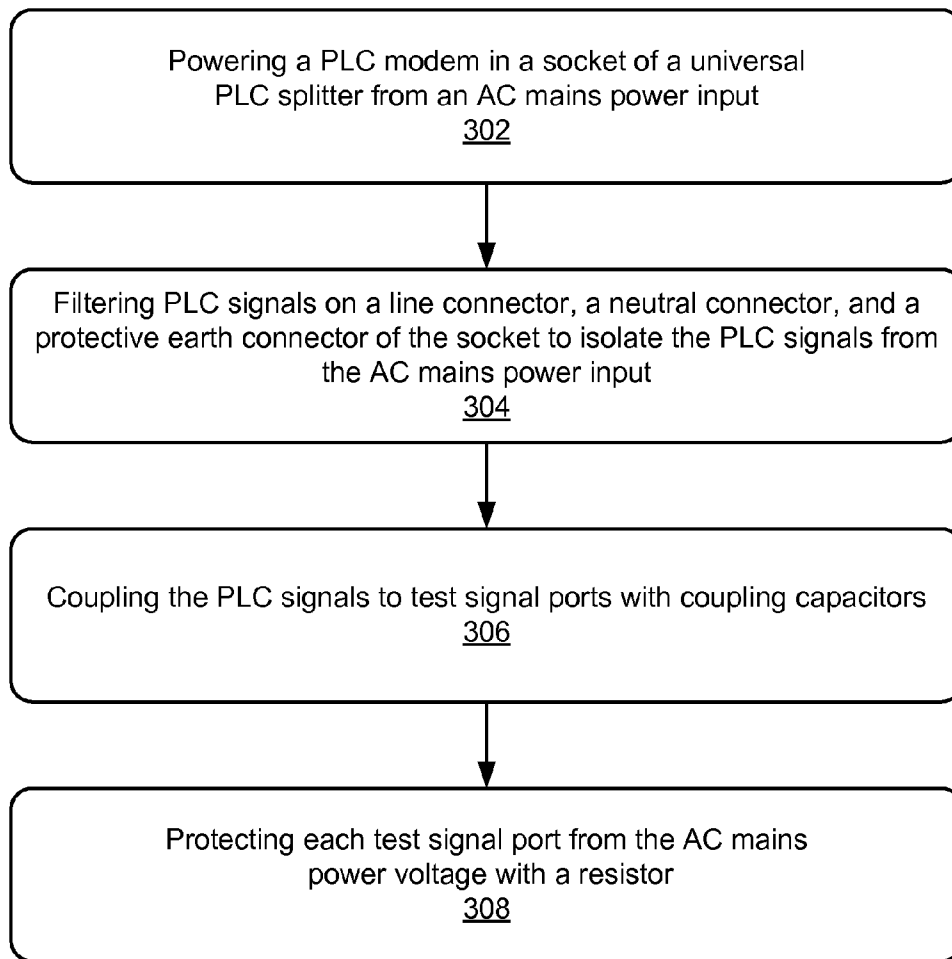 Powering a PLC modem in a socket of a universal
PLC splitter from an AC mains power input
302
Filtering PLC signals on a line connector, a neutral connector, and a
protective earth connector of the socket to isolate the PLC signals from
the AC mains power input
304
Coupling the PLC signals to test signal ports with coupling capacitors
306
Protecting each test signal port from the AC mains
power voltage with a resistor
308